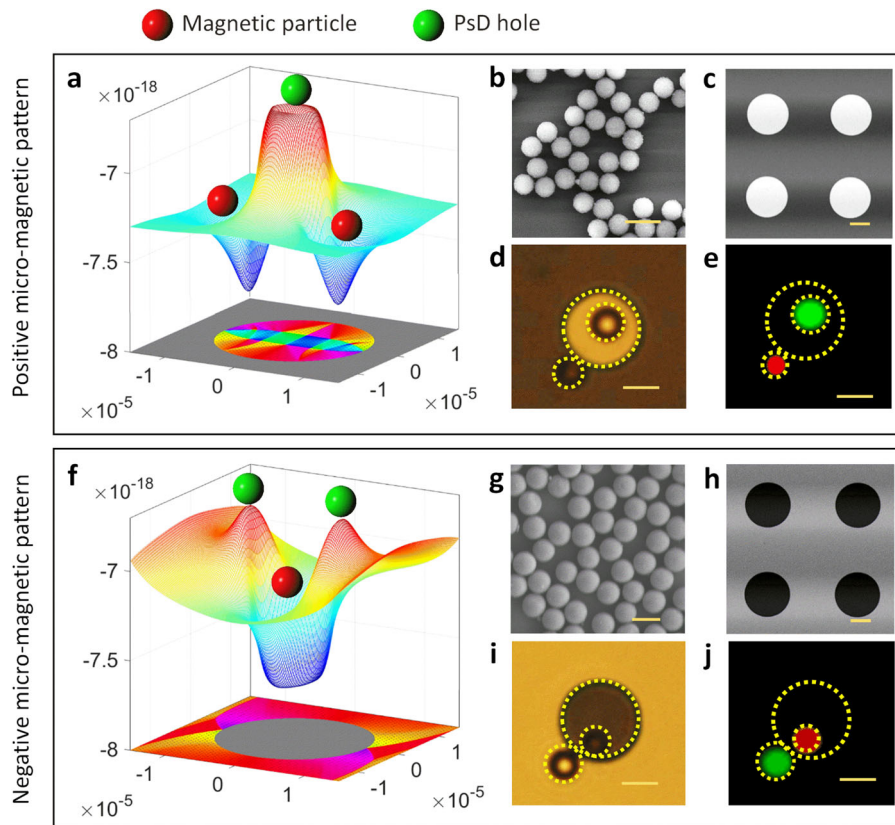 Magnetic particle
PsD hole
Positive micro-magnetic pattern
a
×10⁻¹⁸
-7
-7.5
-8
-1
0
1
×10⁻⁵
-1
0
1
×10⁻⁵
b
c
d
e
Negative micro-magnetic pattern
f
×10⁻¹⁸
-7
-7.5
-8
-1
0
1
×10⁻⁵
-1
0
1
×10⁻⁵
g
h
i
j